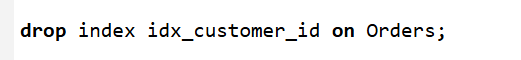 drop index idx_customer_id on Orders;